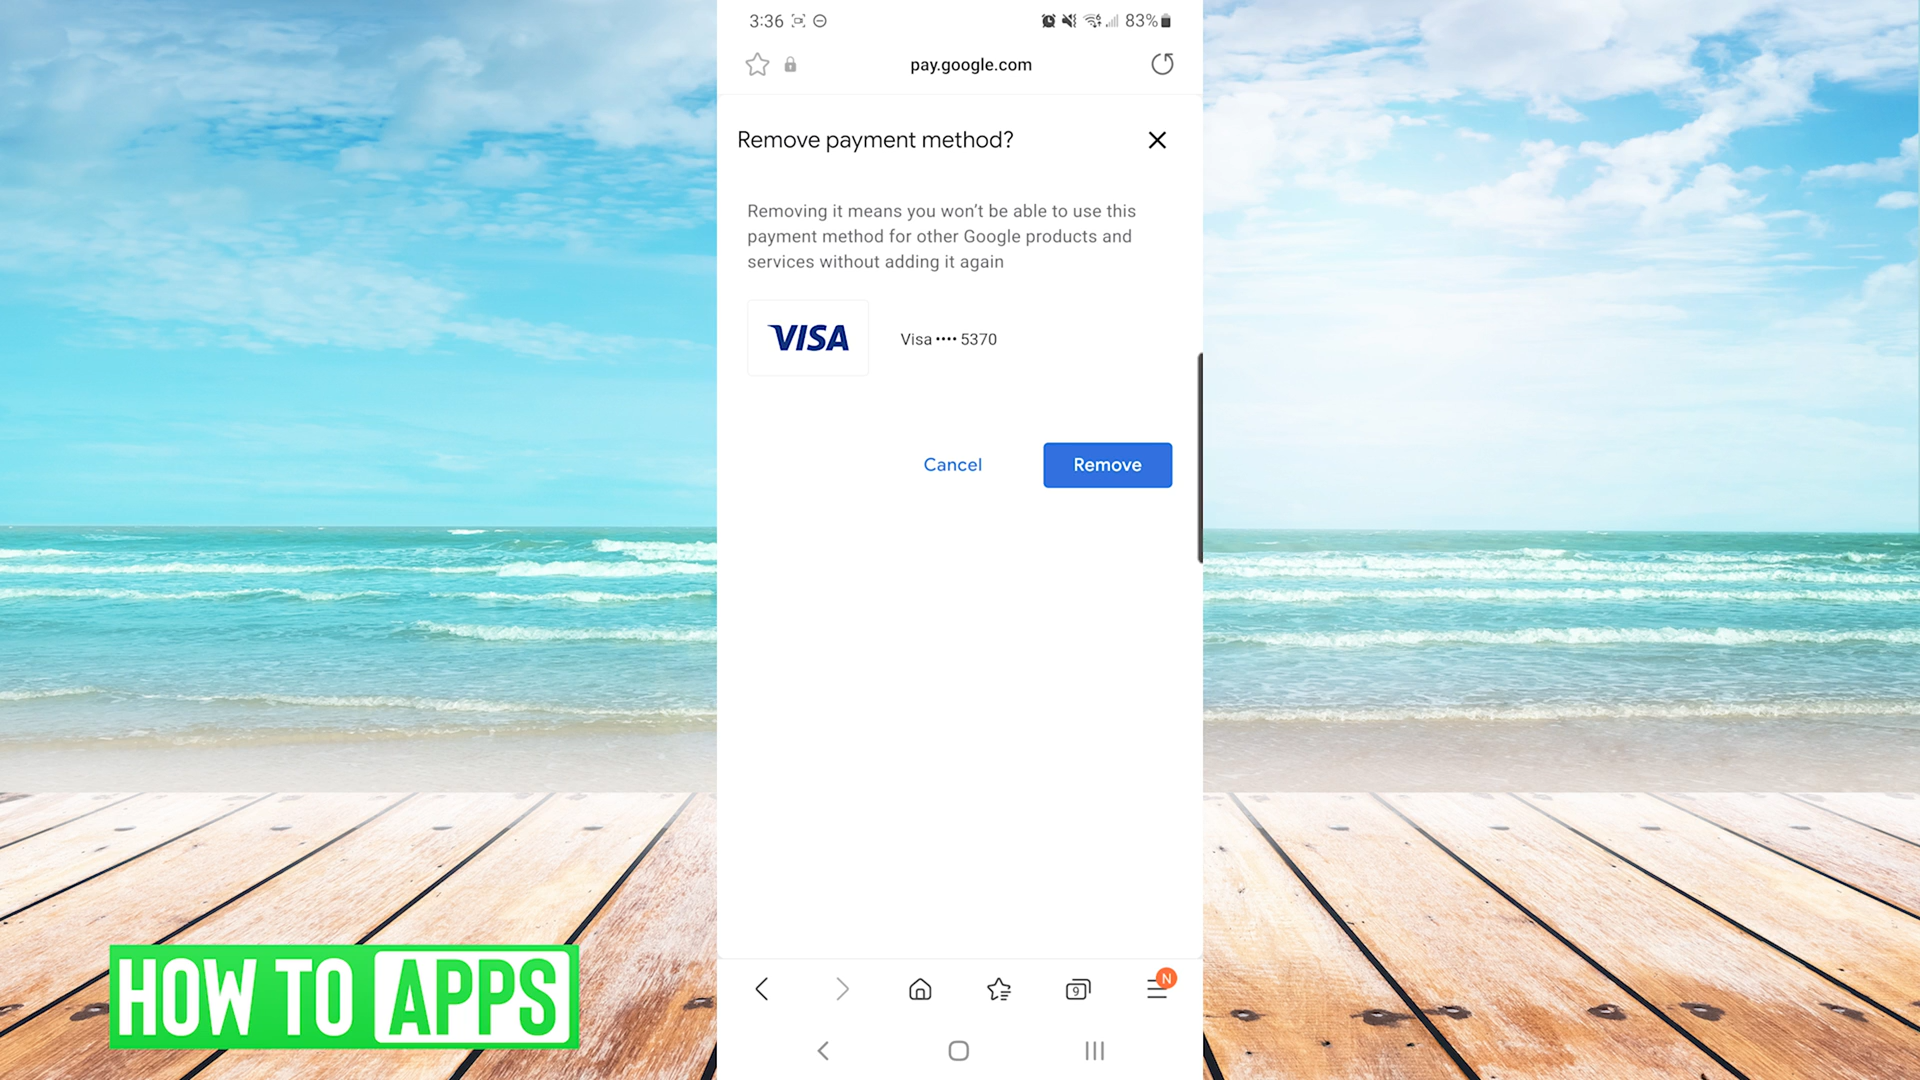 3:36
83%
pay.google.com
Remove payment method?
Removing it means you won't be able to use this
payment method for other Google products and
services without adding it again
VISA
Visa •••• 5370
Cancel
Remove
9
N
HOW TO APPS